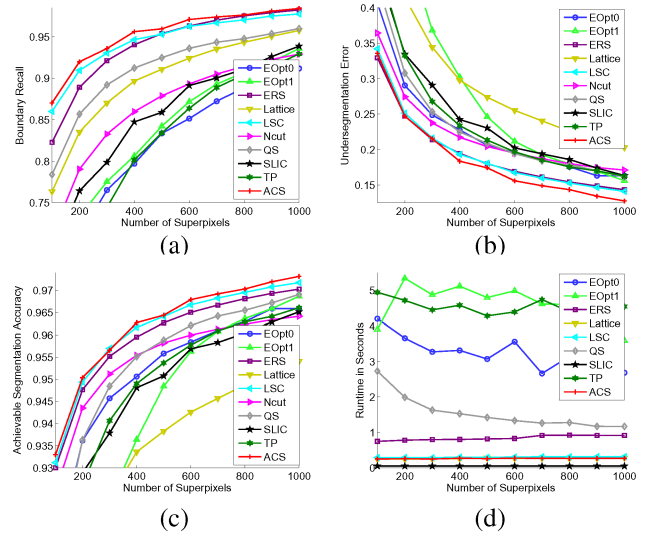 Boundary Recall
0.95
0.9
0.85
0.8
0.75
200 400 600 800 1000
Number of Superpixels
EOpt0
EOpt1
ERS
Lattice
LSC
Ncut
QS
SLIC
TP
ACS
(a)
Undersegmentation Error
0.4
0.35
0.3
0.25
0.2
0.15
200 400 600 800 1000
Number of Superpixels
EOpt0
EOpt1
ERS
Lattice
LSC
Ncut
QS
SLIC
TP
ACS
(b)
Achievable Segmentation Accuracy
0.97
0.965
0.96
0.955
0.95
0.945
0.94
0.935
0.93
200 400 600 800 1000
Number of Superpixels
EOpt0
EOpt1
ERS
Lattice
LSC
Ncut
QS
SLIC
TP
ACS
(c)
Runtime in Seconds
5
4
3
2
1
0
200 400 600 800 1000
Number of Superpixels
EOpt0
EOpt1
ERS
Lattice
LSC
QS
SLIC
TP
ACS
(d)